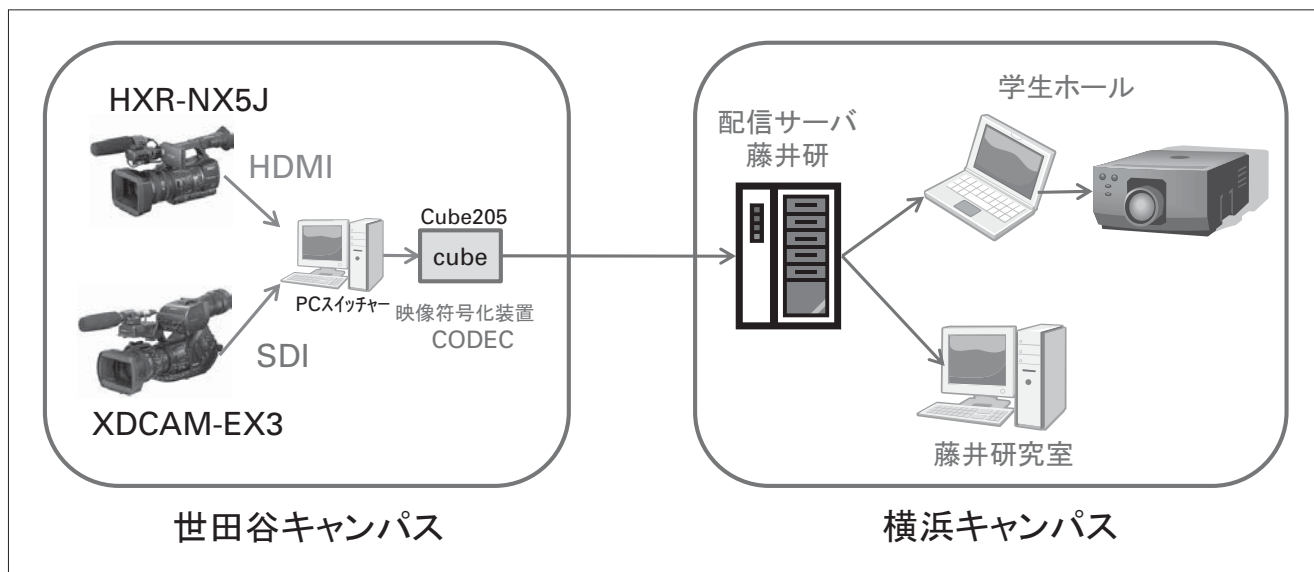 HXR-NX5J
HDMI
Cube205
cube
PCスイッチャー
映像符号化装置
CODEC
SDI
XDCAM-EX3
世田谷キャンパス
配信サーバ
藤井研
学生ホール
藤井研究室
横浜キャンパス